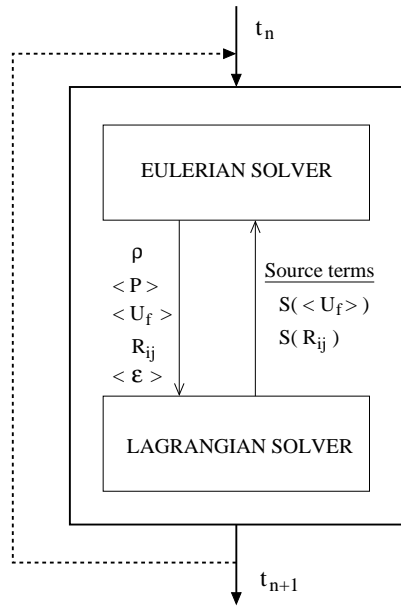 t_n
EULERIAN SOLVER
ρ
< P >
< U_f >
R_ij
< ε >
Source terms
S( < U_f > )
S( R_ij )
LAGRANGIAN SOLVER
t_n+1